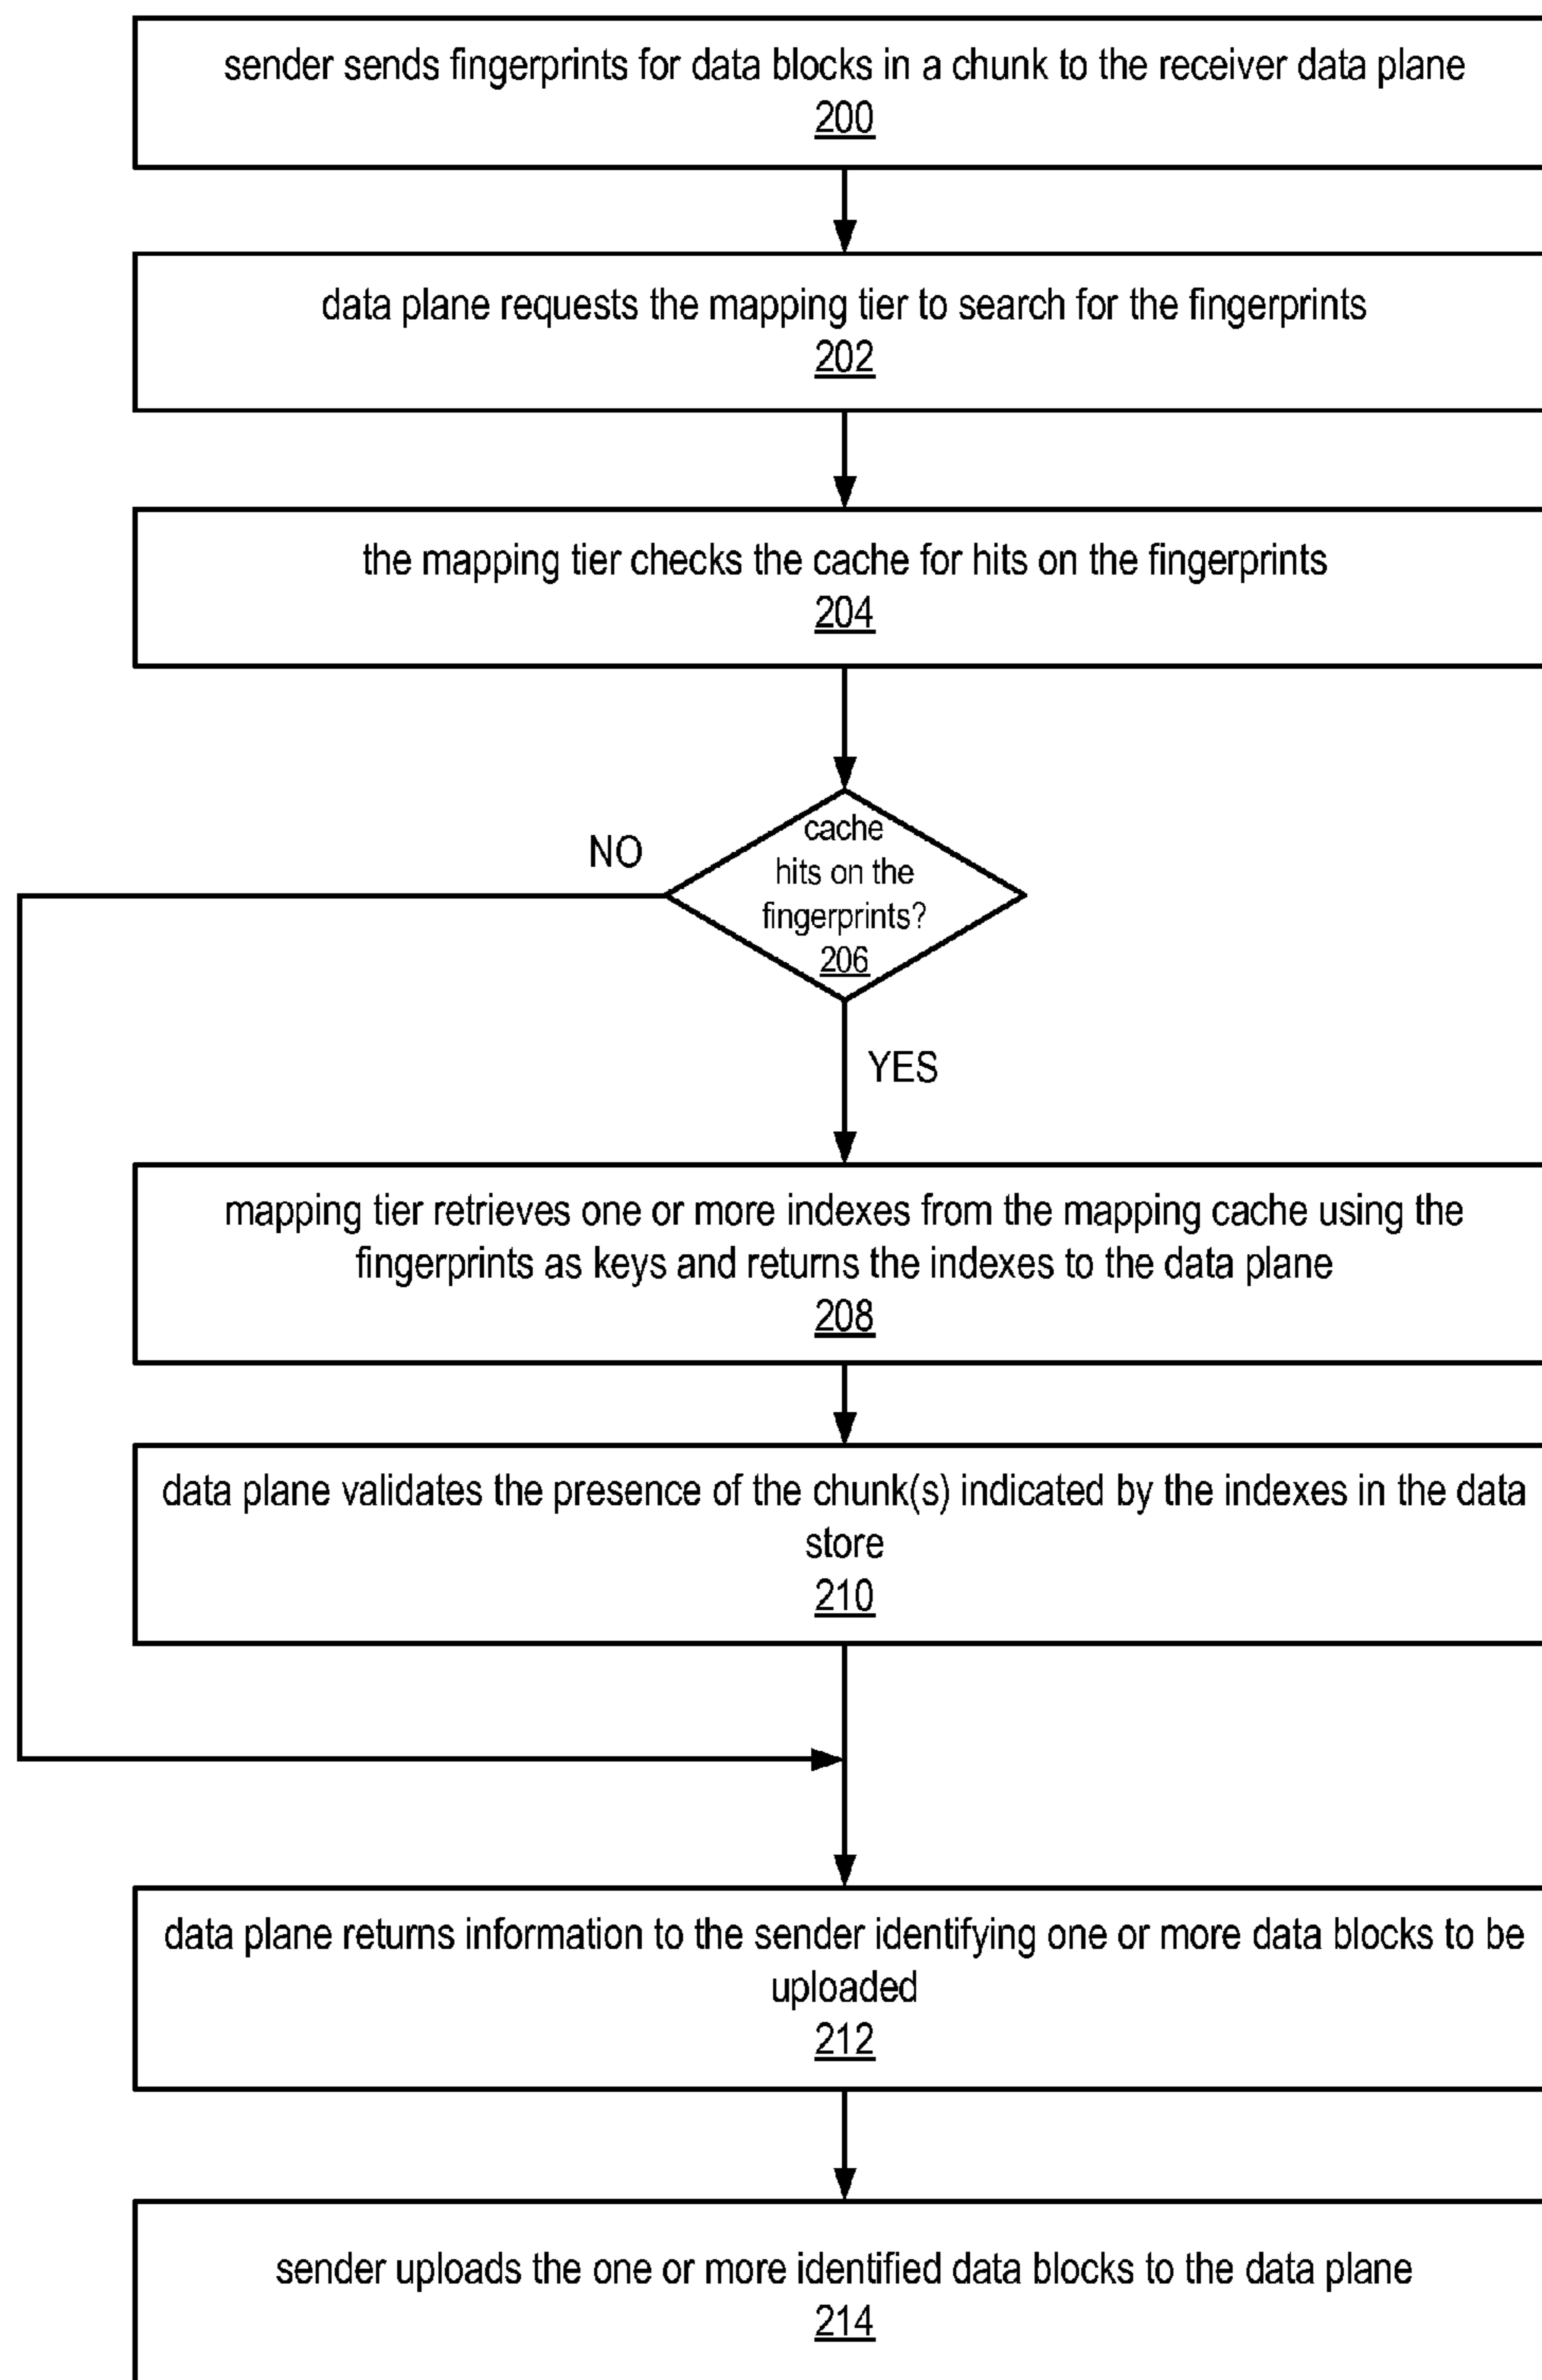 sender sends fingerprints for data blocks in a chunk to the receiver data plane
200
data plane requests the mapping tier to search for the fingerprints
202
the mapping tier checks the cache for hits on the fingerprints
204
cache
hits on the
fingerprints?
206
NO
YES
mapping tier retrieves one or more indexes from the mapping cache using the
fingerprints as keys and returns the indexes to the data plane
208
data plane validates the presence of the chunk(s) indicated by the indexes in the data
store
210
data plane returns information to the sender identifying one or more data blocks to be
uploaded
212
sender uploads the one or more identified data blocks to the data plane
214